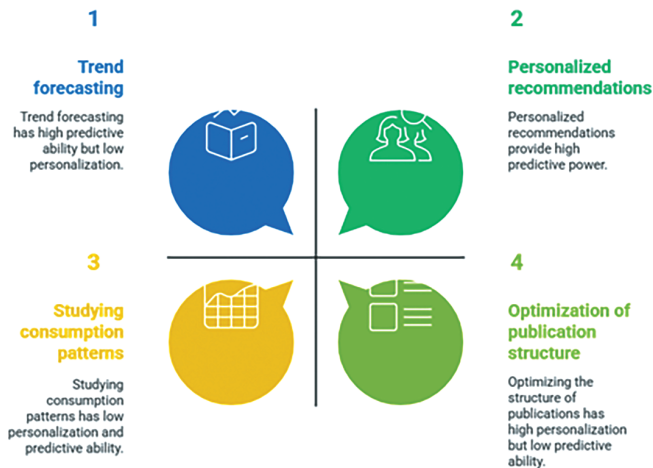 1
Trend
forecasting
Trend forecasting
has high predictive
ability but low
personalization.
2
Personalized
recommendations
Personalized
recommendations
provide high
predictive power.
3
Studying
consumption
patterns
Studying
consumption
patterns has low
personalization and
predictive ability.
4
Optimization of
publication
structure
Optimizing the
structure of
publications has
high personalization
but low predictive
ability.